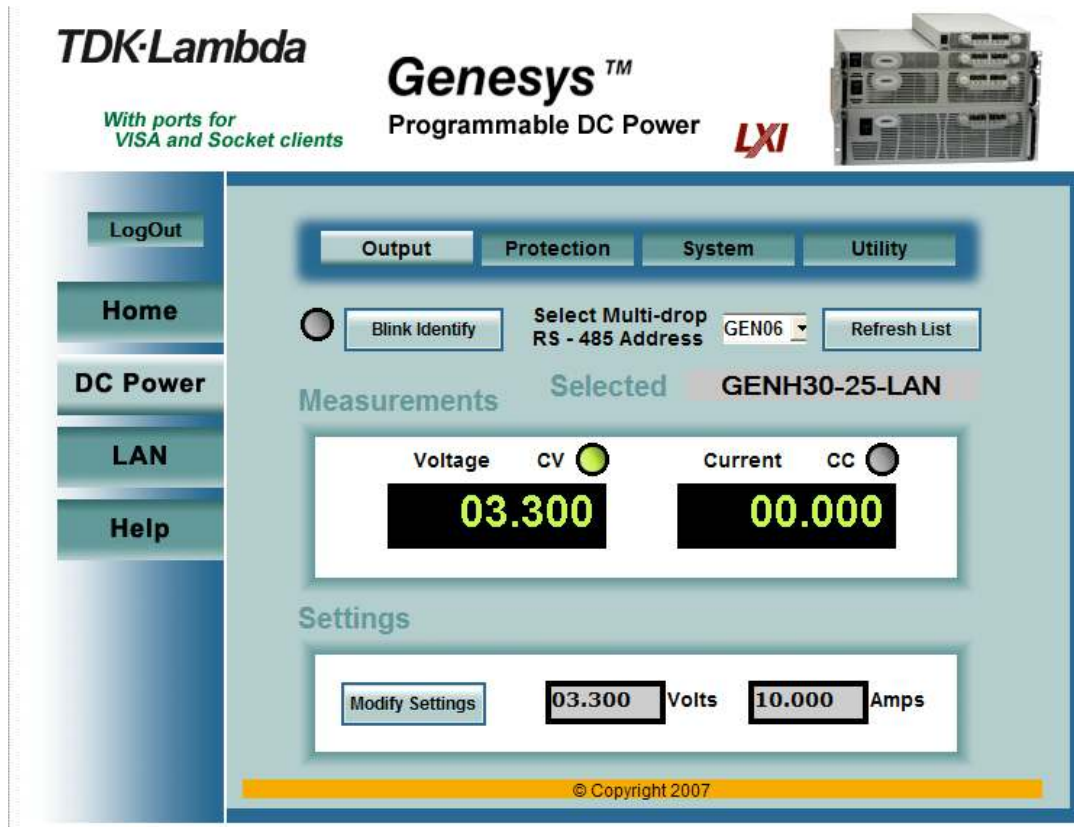 TDK·Lambda
Genesys™
With ports for
VISA and Socket clients
Programmable DC Power
LXI
LogOut
Home
DC Power
LAN
Help
Output
Protection
System
Utility
Blink Identify
Select Multi-drop
RS - 485 Address
GEN06
Refresh List
Measurements
Selected
GENH30-25-LAN
Voltage
CV
Current
CC
03.300
00.000
Settings
Modify Settings
03.300
Volts
10.000
Amps
© Copyright 2007